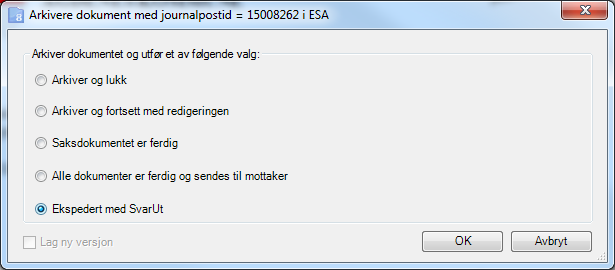 Arkivere dokument med journalpostid = 15008262 i ESA
Arkiver dokumentet og utfør et av følgende valg:
Arkiver og lukk
Arkiver og fortsett med redigeringen
Saksdokumentet er ferdig
Alle dokumenter er ferdig og sendes til mottaker
Ekspedert med SvarUt
Lag ny versjon
OK
Avbryt